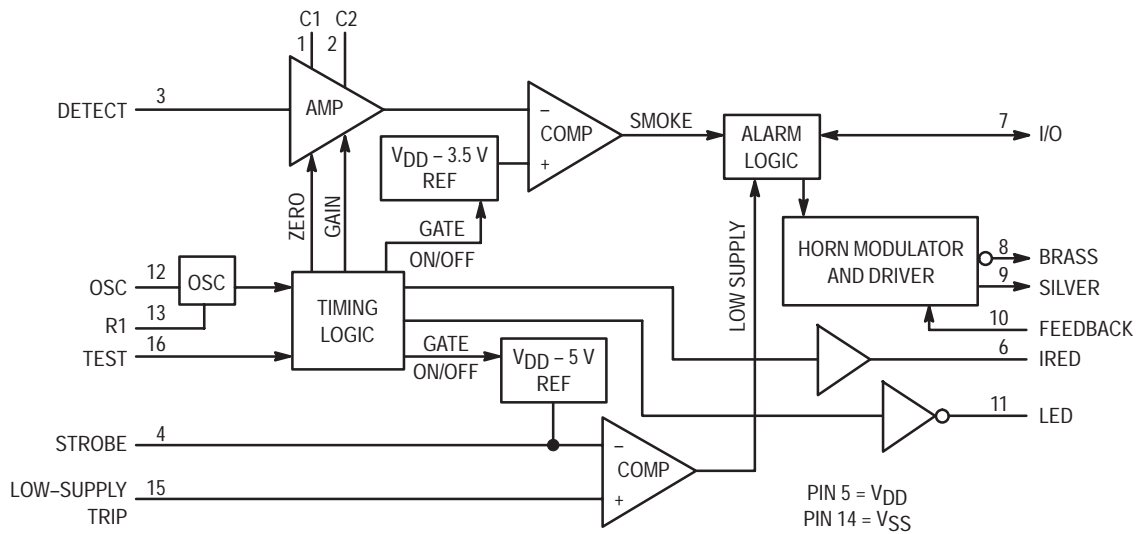 C1 C2
1 2
DETECT 3
AMP
–
COMP
+
SMOKE
ALARM
LOGIC
7 I/O
VDD – 3.5 V
REF
ZERO
GAIN
GATE
ON/OFF
LOW SUPPLY
HORN MODULATOR
AND DRIVER
8 BRASS
9 SILVER
10 FEEDBACK
OSC 12
OSC
R1 13
TEST 16
TIMING
LOGIC
GATE
ON/OFF
VDD – 5 V
REF
6 IRED
11 LED
STROBE 4
–
COMP
+
LOW–SUPPLY
TRIP
15
PIN 5 = VDD
PIN 14 = VSS